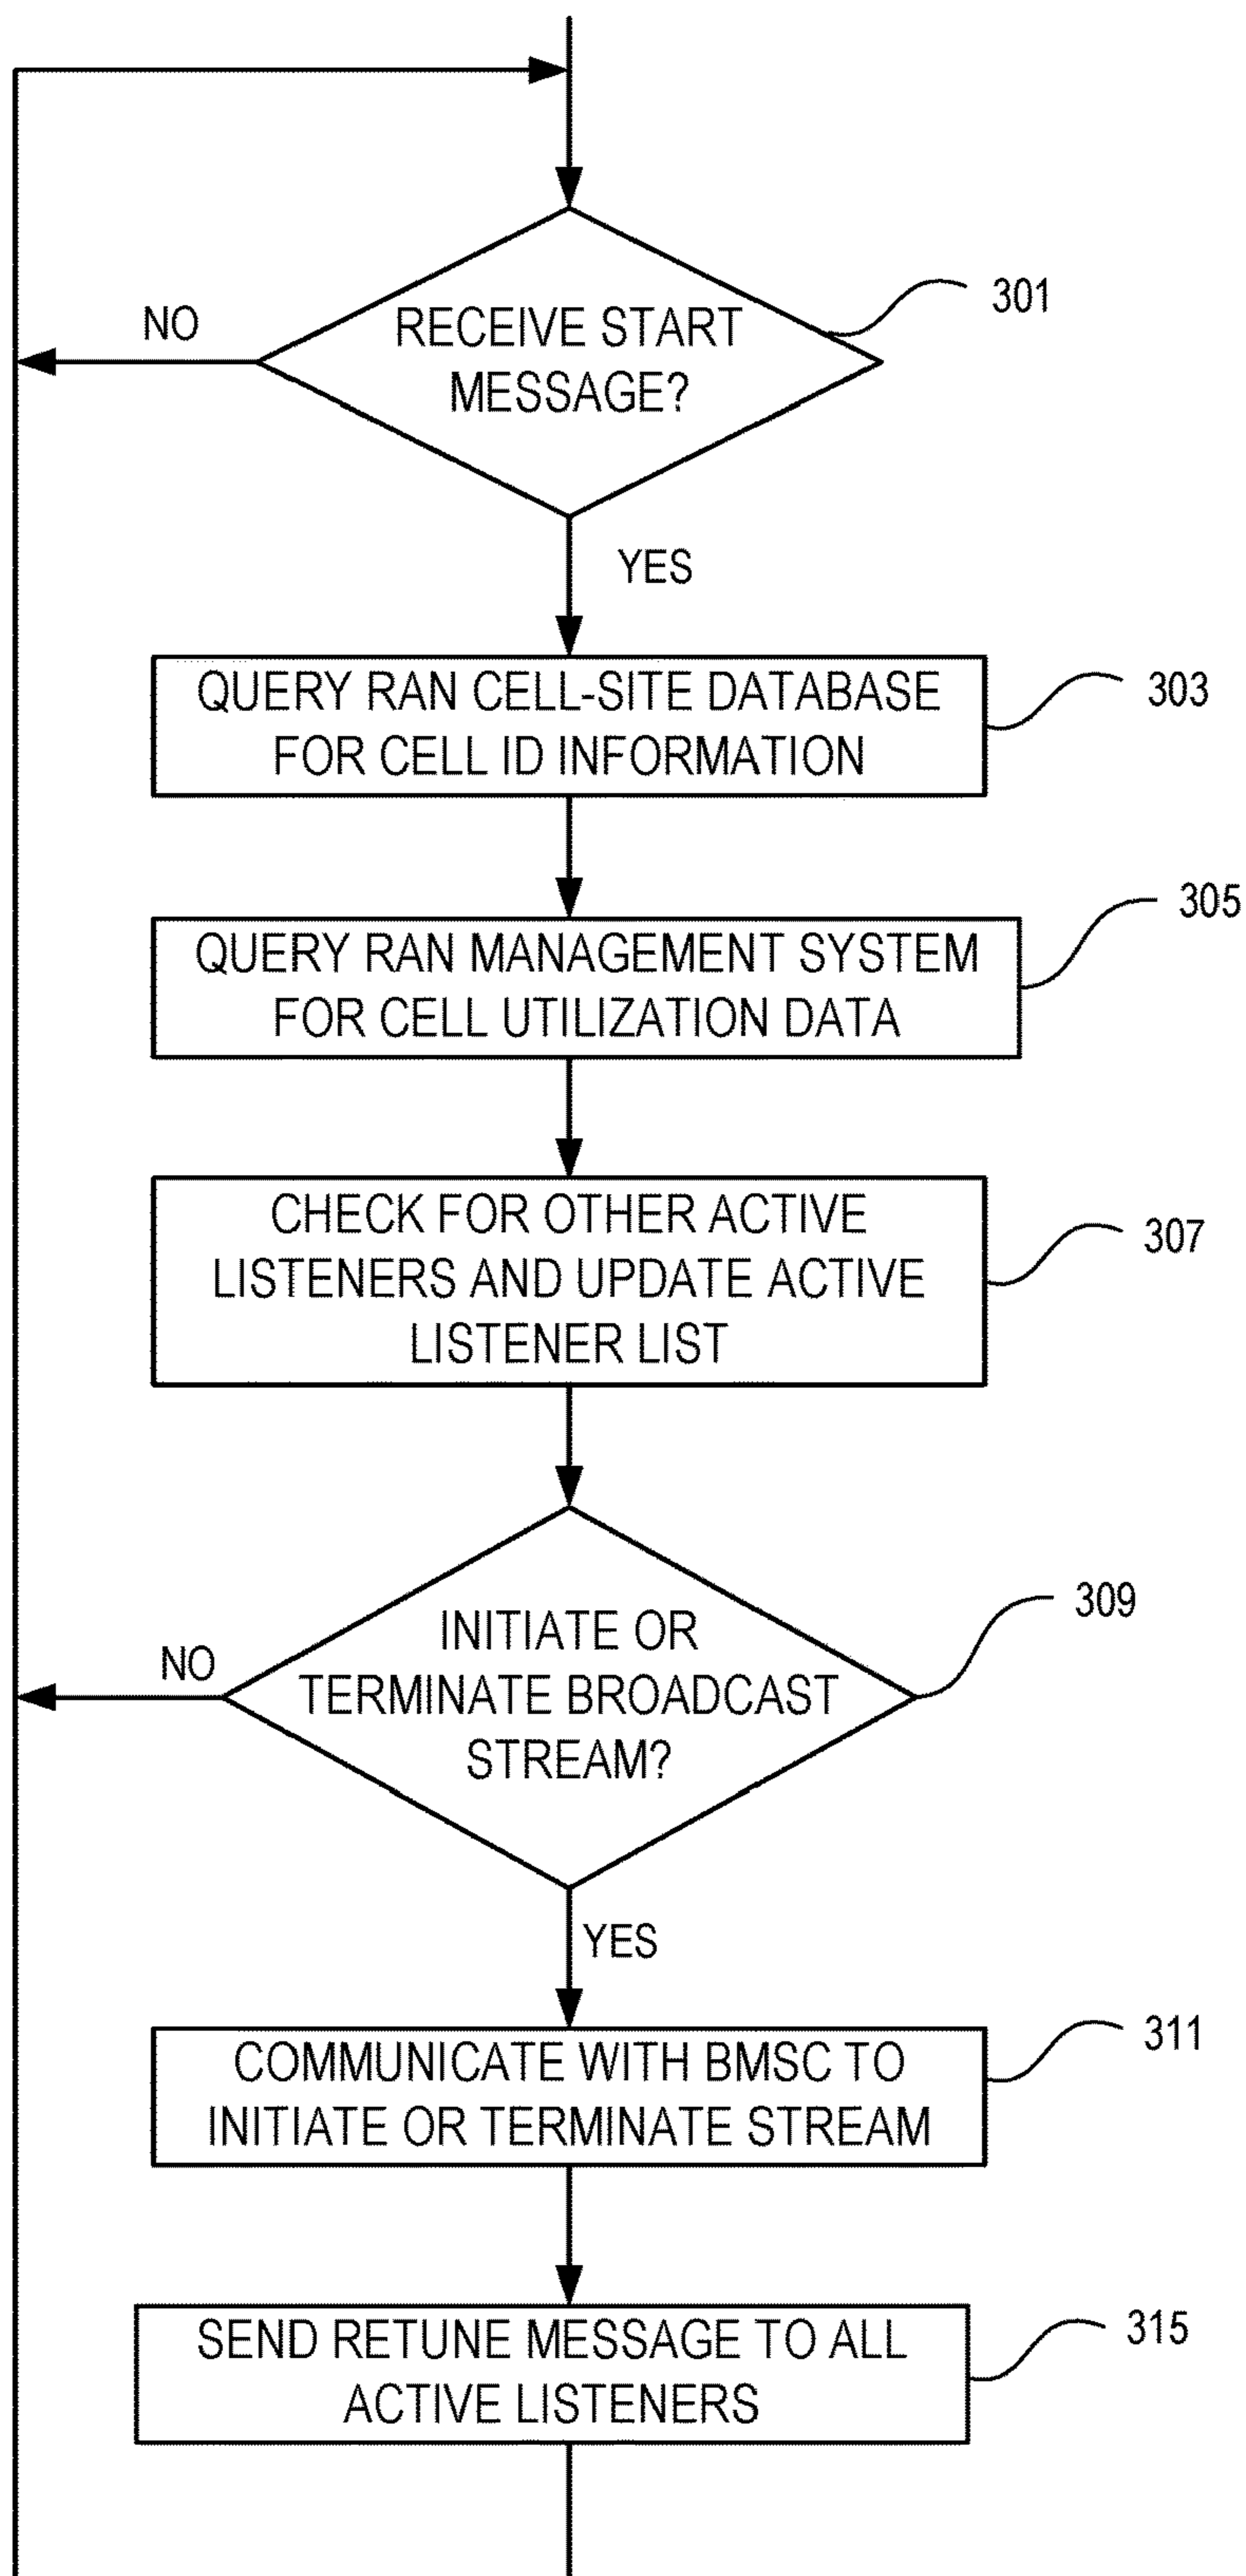 RECEIVE START
MESSAGE?
301
NO
YES
QUERY RAN CELL-SITE DATABASE
FOR CELL ID INFORMATION
303
QUERY RAN MANAGEMENT SYSTEM
FOR CELL UTILIZATION DATA
305
CHECK FOR OTHER ACTIVE
LISTENERS AND UPDATE ACTIVE
LISTENER LIST
307
INITIATE OR
TERMINATE BROADCAST
STREAM?
309
NO
YES
COMMUNICATE WITH BMSC TO
INITIATE OR TERMINATE STREAM
311
SEND RETUNE MESSAGE TO ALL
ACTIVE LISTENERS
315